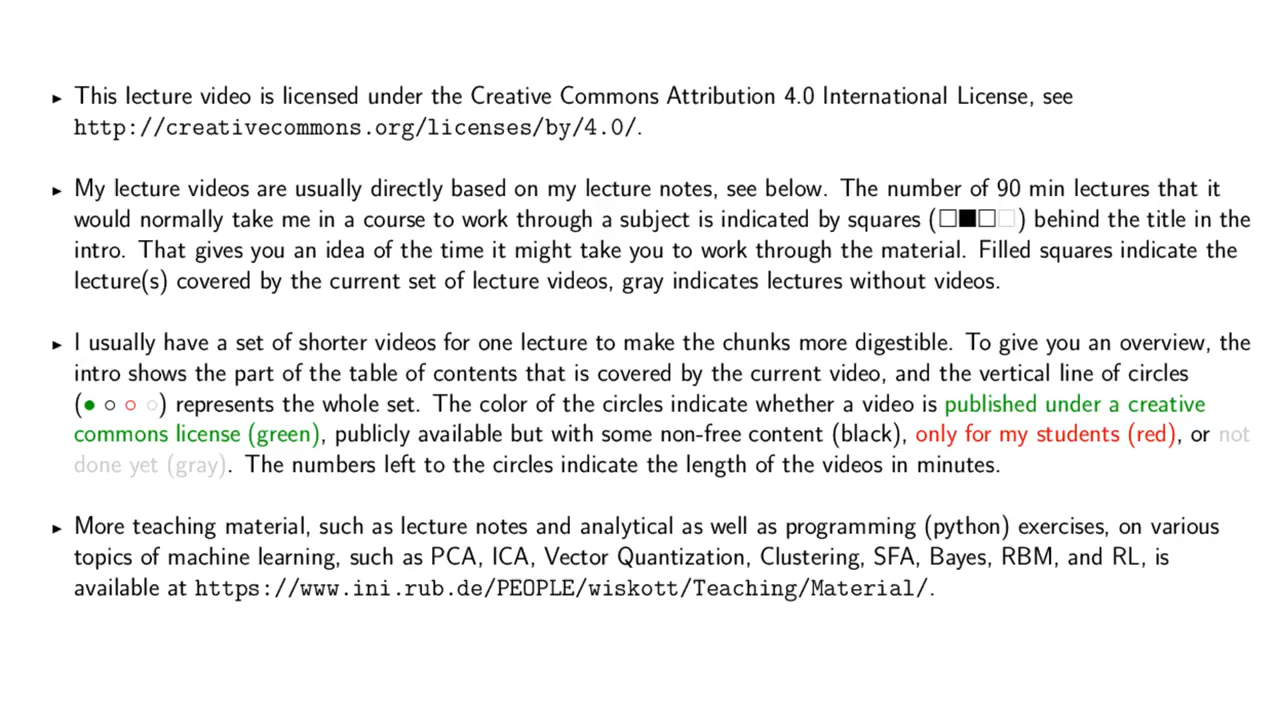 ▶ This lecture video is licensed under the Creative Commons Attribution 4.0 International License, see
http://creativecommons.org/licenses/by/4.0/.
▶ My lecture videos are usually directly based on my lecture notes, see below. The number of 90 min lectures that it
would normally take me in a course to work through a subject is indicated by squares (□■□□) behind the title in the
intro. That gives you an idea of the time it might take you to work through the material. Filled squares indicate the
lecture(s) covered by the current set of lecture videos, gray indicates lectures without videos.
▶ I usually have a set of shorter videos for one lecture to make the chunks more digestible. To give you an overview, the
intro shows the part of the table of contents that is covered by the current video, and the vertical line of circles
(● ○ ○ ○) represents the whole set. The color of the circles indicate whether a video is published under a creative
commons license (green), publicly available but with some non-free content (black), only for my students (red), or not
done yet (gray). The numbers left to the circles indicate the length of the videos in minutes.
▶ More teaching material, such as lecture notes and analytical as well as programming (python) exercises, on various
topics of machine learning, such as PCA, ICA, Vector Quantization, Clustering, SFA, Bayes, RBM, and RL, is
available at https://www.ini.rub.de/PEOPLE/wiskott/Teaching/Material/.